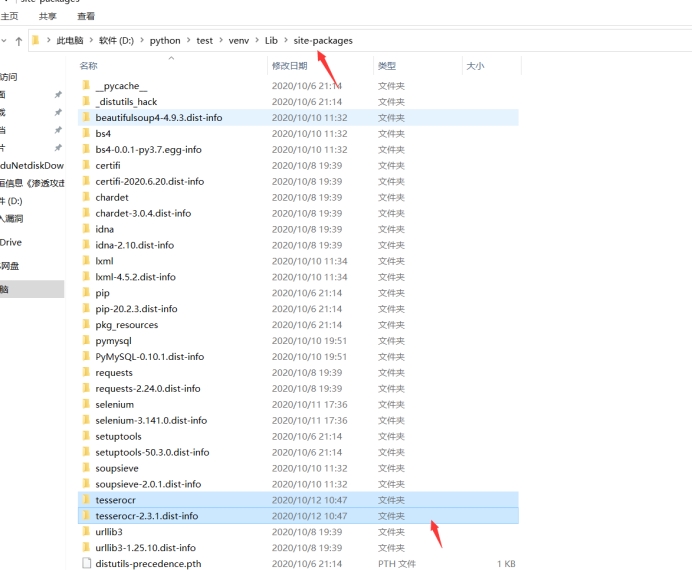 site-packages
主页 共享 查看
此电脑 软件 (D:) python test venv Lib site-packages
名称 修改日期 类型 大小
__pycache__ 2020/10/6 21:14 文件夹
_distutils_hack 2020/10/6 21:14 文件夹
beautifulsoup4-4.9.3.dist-info 2020/10/10 11:32 文件夹
bs4 2020/10/10 11:32 文件夹
bs4-0.0.1-py3.7.egg-info 2020/10/10 11:32 文件夹
certifi 2020/10/8 19:39 文件夹
certifi-2020.6.20.dist-info 2020/10/8 19:39 文件夹
chardet 2020/10/8 19:39 文件夹
chardet-3.0.4.dist-info 2020/10/8 19:39 文件夹
idna 2020/10/8 19:39 文件夹
idna-2.10.dist-info 2020/10/8 19:39 文件夹
lxml 2020/10/10 11:34 文件夹
lxml-4.5.2.dist-info 2020/10/10 11:34 文件夹
pip 2020/10/6 21:14 文件夹
pip-20.2.3.dist-info 2020/10/6 21:14 文件夹
pkg_resources 2020/10/6 21:14 文件夹
pymysql 2020/10/10 19:51 文件夹
PyMySQL-0.10.1.dist-info 2020/10/10 19:51 文件夹
requests 2020/10/8 19:39 文件夹
requests-2.24.0.dist-info 2020/10/8 19:39 文件夹
selenium 2020/10/11 17:36 文件夹
selenium-3.141.0.dist-info 2020/10/11 17:36 文件夹
setuptools 2020/10/6 21:14 文件夹
setuptools-50.3.0.dist-info 2020/10/6 21:14 文件夹
soupsieve 2020/10/10 11:32 文件夹
soupsieve-2.0.1.dist-info 2020/10/10 11:32 文件夹
tesserocr 2020/10/12 10:47 文件夹
tesserocr-2.3.1.dist-info 2020/10/12 10:47 文件夹
urllib3 2020/10/8 19:39 文件夹
urllib3-1.25.10.dist-info 2020/10/8 19:39 文件夹
distutils-precedence.pth 2020/10/6 21:14 PTH 文件 1 KB
访问
面
载
档
片
duNetdiskDow
恒信息《渗透攻击
件 (D:)
入漏洞
Drive
网盘
脑